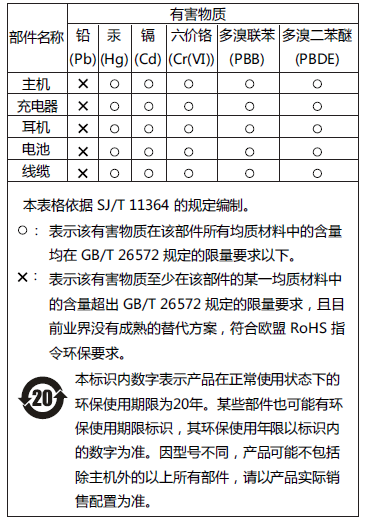 有害物质
部件名称 铅 汞 镉 六价铬 多溴联苯 多溴二苯醚
(Pb) (Hg) (Cd) (Cr(VI)) (PBB) (PBDE)
主机 × ○ ○ ○ ○ ○
充电器 × ○ ○ ○ ○ ○
耳机 × ○ ○ ○ ○ ○
电池 × ○ ○ ○ ○ ○
线缆 × ○ ○ ○ ○ ○
本表格依据 SJ/T 11364 的规定编制。
○：表示该有害物质在该部件所有均质材料中的含量
均在 GB/T 26572 规定的限量要求以下。
×：表示该有害物质至少在该部件的某一均质材料中
的含量超出 GB/T 26572 规定的限量要求，且目
前业界没有成熟的替代方案，符合欧盟 RoHS 指
令环保要求。
20
本标识内数字表示产品在正常使用状态下的
环保使用期限为20年。某些部件也可能有环
保使用期限标识，其环保使用年限以标识内
的数字为准。因型号不同，产品可能不包括
除主机外的以上所有部件，请以产品实际销
售配置为准。